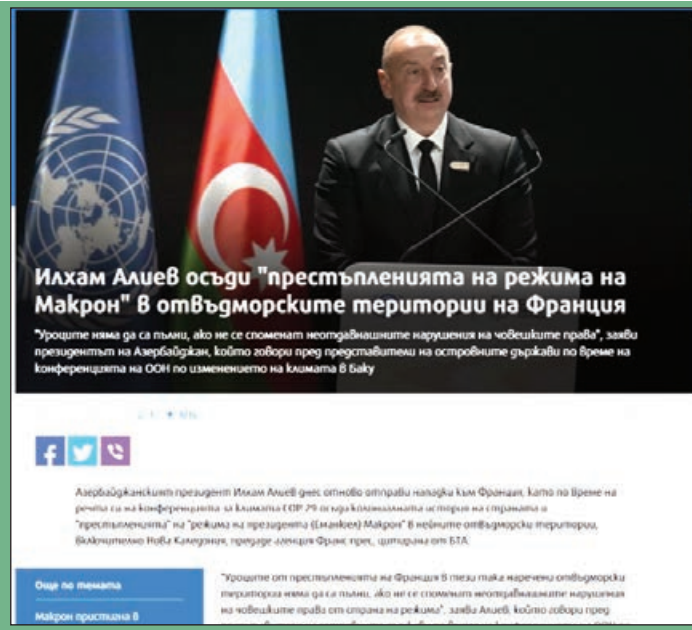 Илхам Алиев осъди "престъпленията на режима на
Макрон" в отвъдморските територии на Франция
"Уроците няма да са пълни, ако не се споменат неотдавнашните нарушения на човешките права", заяви
президентът на Азербайджан, който говори пред представители на островните държави по време на
конференцията на ООН по изменението на климата в Баку
Азербайджанският президент Илхам Алиев днес отново отправи нападки към Франция, като по време на
речта си на конференцията за климата COP 29 осъди колониалната история на страната и
"престъпленията" на "режима на президента (Еманюел) Макрон" в нейните отвъдморски територии,
включително Нова Каледония, предаде агенция Франс прес, цитирана от БТА.
Още по темата
Макрон пристигна в
"Уроците от престъпленията на Франция в тези така наречени отвъдморски
територии няма да са пълни, ако не се споменат неотдавнашните нарушения
на човешките права от страна на режима", заяви Алиев, който говори пред